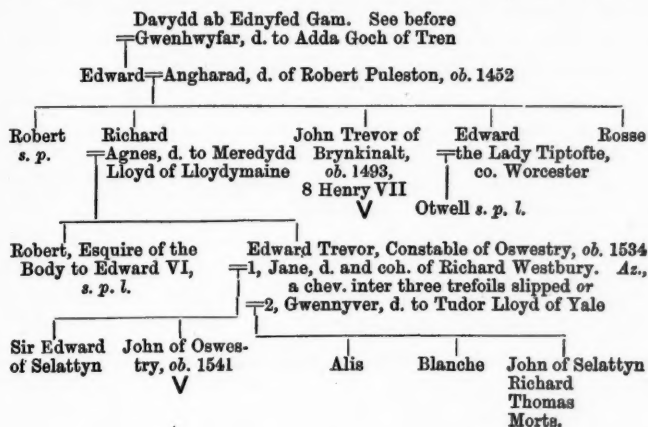 Davydd ab Ednyfed Gam. See before
Gwenhwyfar, d. to Adda Goch of Tren
Edward Angharad, d. of Robert Puleston, ob. 1452
Robert
s. p.
Richard
Agnes, d. to Meredydd
Lloyd of Lloydymaine
John Trevor of
Brynkinalt,
ob. 1493,
8 Henry VII
Edward
the Lady Tiptofte,
co. Worcester
Otwell s. p. l.
Rosse
Robert, Esquire of the
Body to Edward VI,
s. p. l.
Edward Trevor, Constable of Oswestry, ob. 1534
1, Jane, d. and coh. of Richard Westbury. Az.,
a chev. inter three trefoils slipped or
2, Gwennyver, d. to Tudor Lloyd of Yale
Sir Edward
of Selattyn
John of Oswes-
try, ob. 1541
Alis
Blanche
John of Selattyn
Richard
Thomas
Morts.